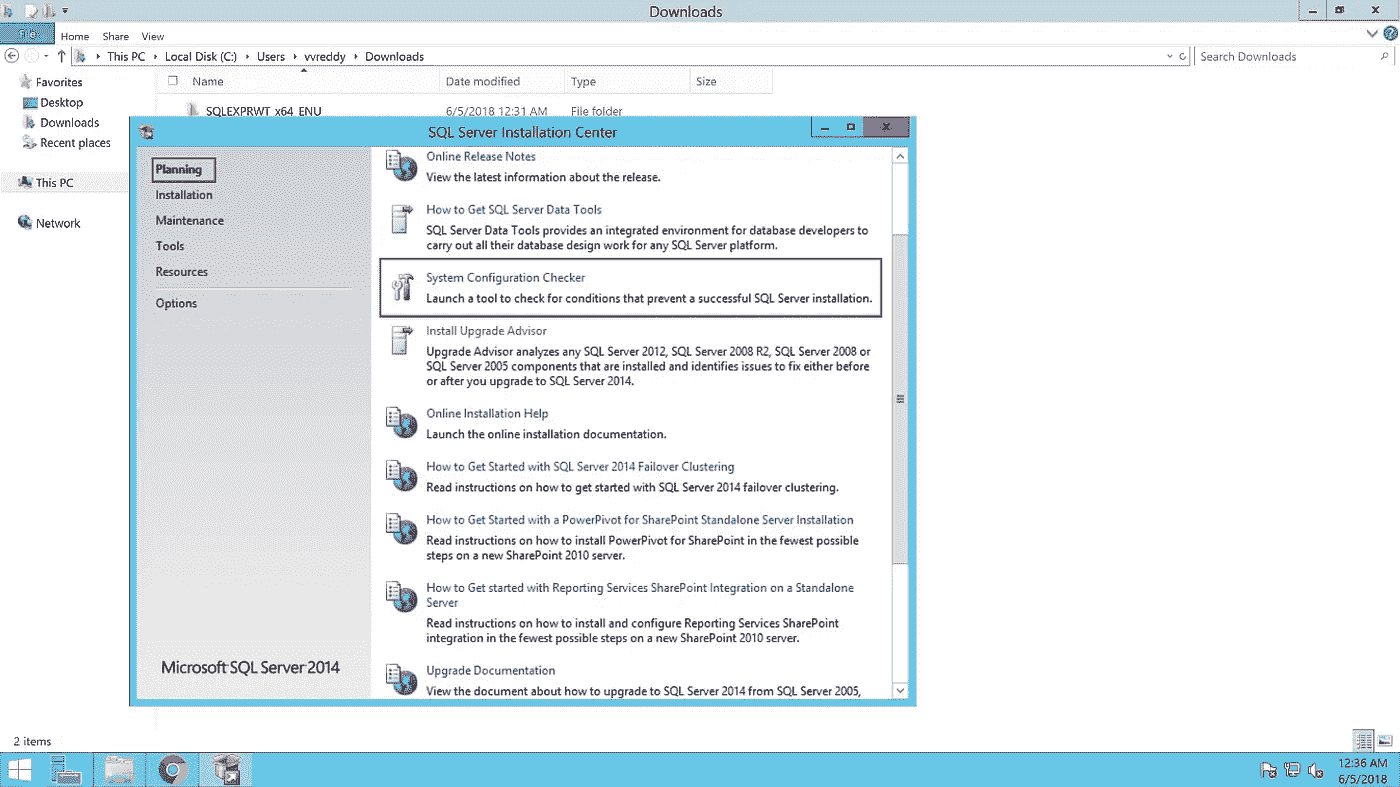 Downloads
File
Home Share View
This PC Local Disk (C:) Users vvreddy Downloads
Search Downloads
Favorites
Desktop
Downloads
Recent places
This PC
Network
Name Date modified Type Size
SQLEXPRWT_x64_ENU 6/5/2018 12:31 AM File folder
SQL Server Installation Center
Planning
Installation
Maintenance
Tools
Resources
Options
Microsoft SQL Server 2014
Online Release Notes
View the latest information about the release.
How to Get SQL Server Data Tools
SQL Server Data Tools provides an integrated environment for database developers to
carry out all their database design work for any SQL Server platform.
System Configuration Checker
Launch a tool to check for conditions that prevent a successful SQL Server installation.
Install Upgrade Advisor
Upgrade Advisor analyzes any SQL Server 2012, SQL Server 2008 R2, SQL Server 2008 or
SQL Server 2005 components that are installed and identifies issues to fix either before
or after you upgrade to SQL Server 2014.
Online Installation Help
Launch the online installation documentation.
How to Get Started with SQL Server 2014 Failover Clustering
Read instructions on how to get started with SQL Server 2014 failover clustering.
How to Get Started with a PowerPivot for SharePoint Standalone Server Installation
Read instructions on how to install PowerPivot for SharePoint in the fewest possible
steps on a new SharePoint 2010 server.
How to Get started with Reporting Services SharePoint Integration on a Standalone
Server
Read instructions on how to install and configure Reporting Services SharePoint
integration in the fewest possible steps on a new SharePoint 2010 server.
Upgrade Documentation
View the document about how to upgrade to SQL Server 2014 from SQL Server 2005,
2 items
12:36 AM
6/5/2018